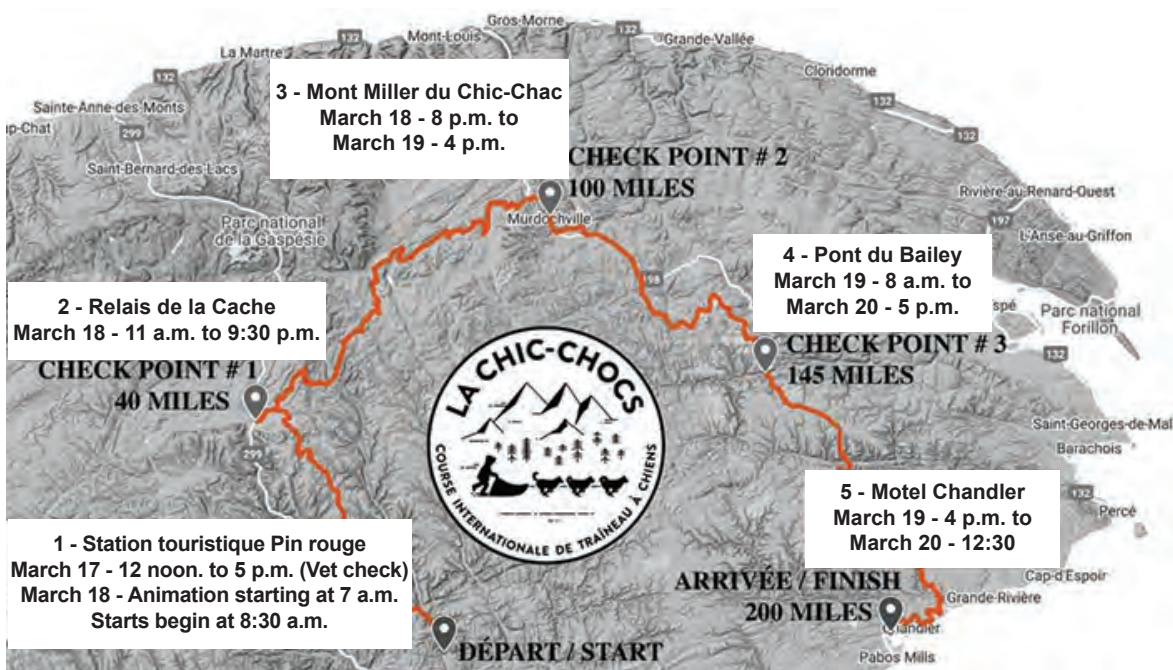 Gros-Morne
132
Mont-Louis
132
Grande-Vallée
La Martre
132
Cloridorme
132
132
Sainte-Anne-des-Monts
ap-Chat
299
Saint-Bernard-des-Lacs
3 - Mont Miller du Chic-Chac
March 18 - 8 p.m. to
March 19 - 4 p.m.
CHECK POINT # 2
100 MILES
Murdochville
Parc national
de la Gaspésie
Rivière-au-Renard-Ouest
197
L'Anse-au-Griffon
198
4 - Pont du Bailey
March 19 - 8 a.m. to
March 20 - 5 p.m.
spé
Parc national
Forillon
132
CHECK POINT # 3
145 MILES
2 - Relais de la Cache
March 18 - 11 a.m. to 9:30 p.m.
CHECK POINT # 1
40 MILES
299
LA CHIC-CHOCS
COURSE INTERNATIONALE DE TRAÎNEAU À CHIENS
Saint-Georges-de-Mal
Barachois
132
Percé
5 - Motel Chandler
March 19 - 4 p.m. to
March 20 - 12:30
1 - Station touristique Pin rouge
March 17 - 12 noon. to 5 p.m. (Vet check)
March 18 - Animation starting at 7 a.m.
Starts begin at 8:30 a.m.
DÉPART / START
ARRIVÉE / FINISH
200 MILES
Cap-d'Espoir
Grande-Rivière
Chandler
Pabos Mills